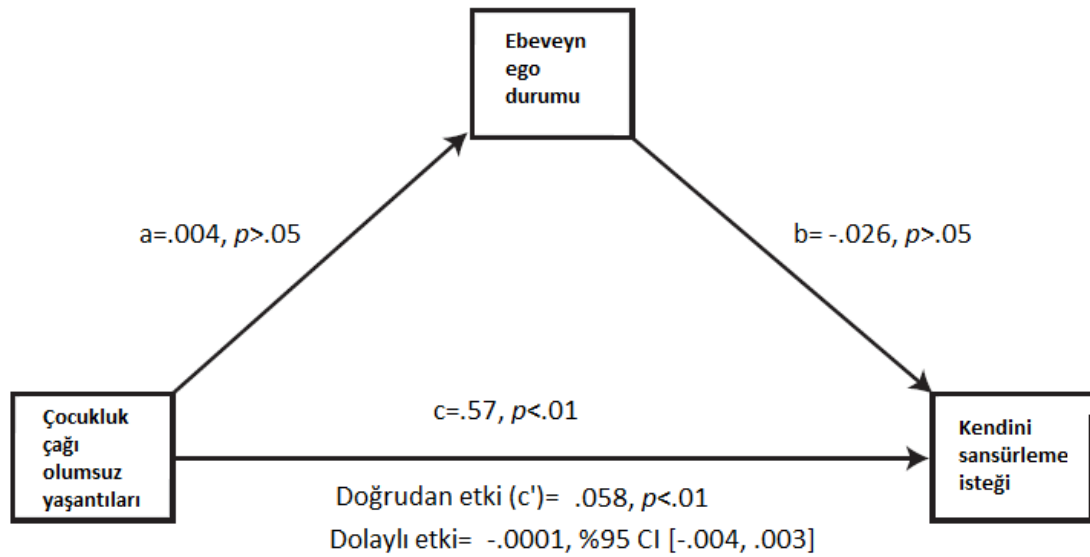 Ebeveyn
ego
durumu
a=.004, p>.05
b= -.026, p>.05
Çocukluk
çağı
olumsuz
yaşantıları
c=.57, p<.01
Kendini
sansürleme
isteği
Doğrudan etki (c')= .058, p<.01
Dolaylı etki= -.0001, %95 CI [-.004, .003]